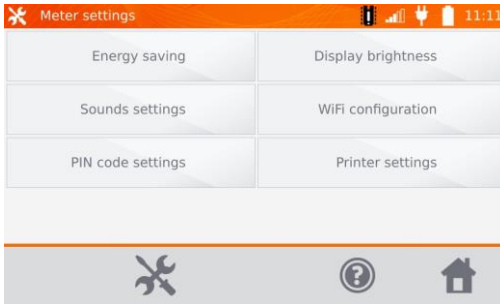 Meter settings 11:11
Energy saving Display brightness
Sounds settings WiFi configuration
PIN code settings Printer settings